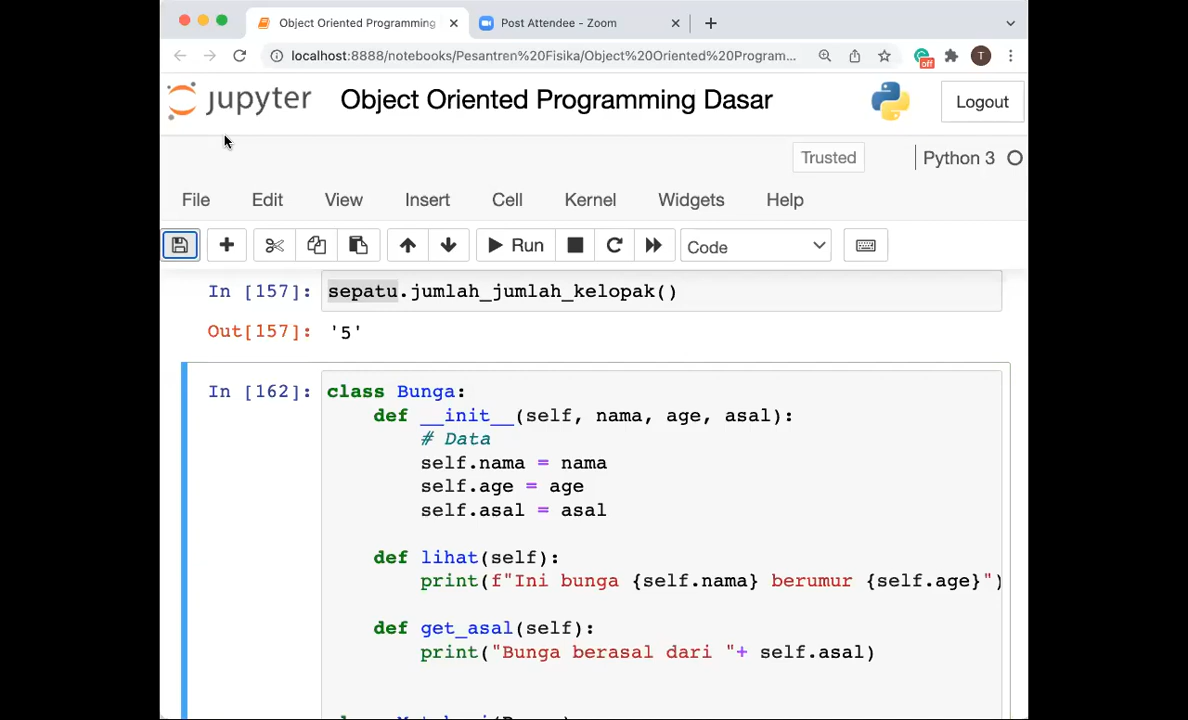 Object Oriented Programming
Post Attendee - Zoom
localhost:8888/notebooks/Pesantren%20Fisika/Object%20Oriented%20Program...
off
T
jupyter
Object Oriented Programming Dasar
Logout
Trusted
Python 3
File Edit View Insert Cell Kernel Widgets Help
Run
Code
In [157]: sepatu.jumlah_jumlah_kelopak()
Out[157]: '5'
In [162]: class Bunga:
def __init__(self, nama, age, asal):
# Data
self.nama = nama
self.age = age
self.asal = asal
def lihat(self):
print(f"Ini bunga {self.nama} berumur {self.age}")
def get_asal(self):
print("Bunga berasal dari "+ self.asal)